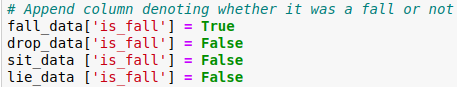 # Append column denoting whether it was a fall or not
fall_data['is_fall'] = True
drop_data['is_fall'] = False
sit_data ['is_fall'] = False
lie_data ['is_fall'] = False